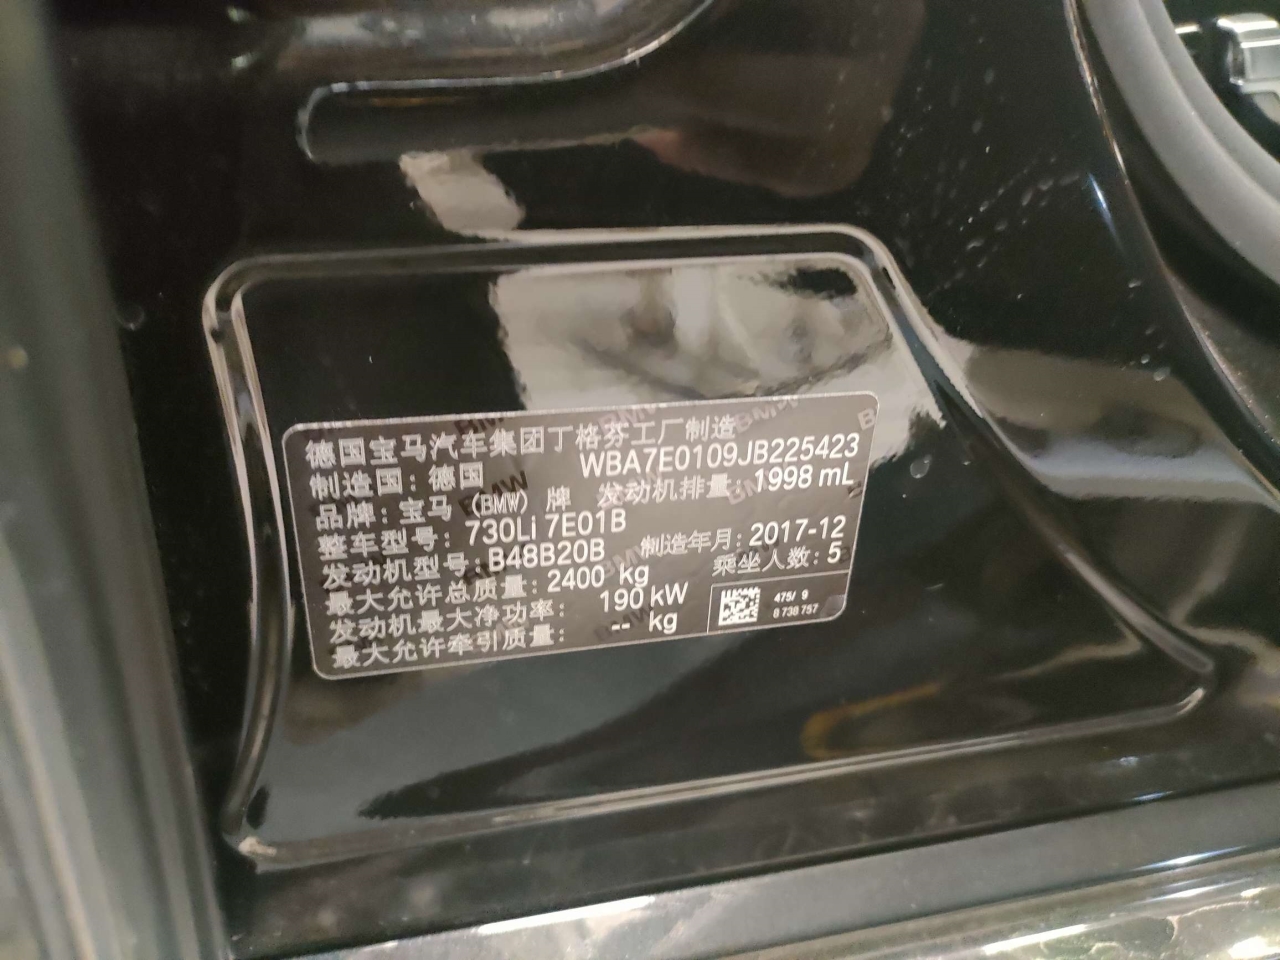 德国宝马汽车集团丁格芬工厂制造
制造国：德国 WBA7E0109JB225423
品牌：宝马（BMW）牌 发动机排量：1998 mL
整车型号：730Li 7E01B
发动机型号：B48B20B 制造年月：2017-12
最大允许总质量：2400 kg 乘坐人数：5
发动机最大净功率： 190 kW
最大允许牵引质量： -- kg
475/ 9
8 738 757